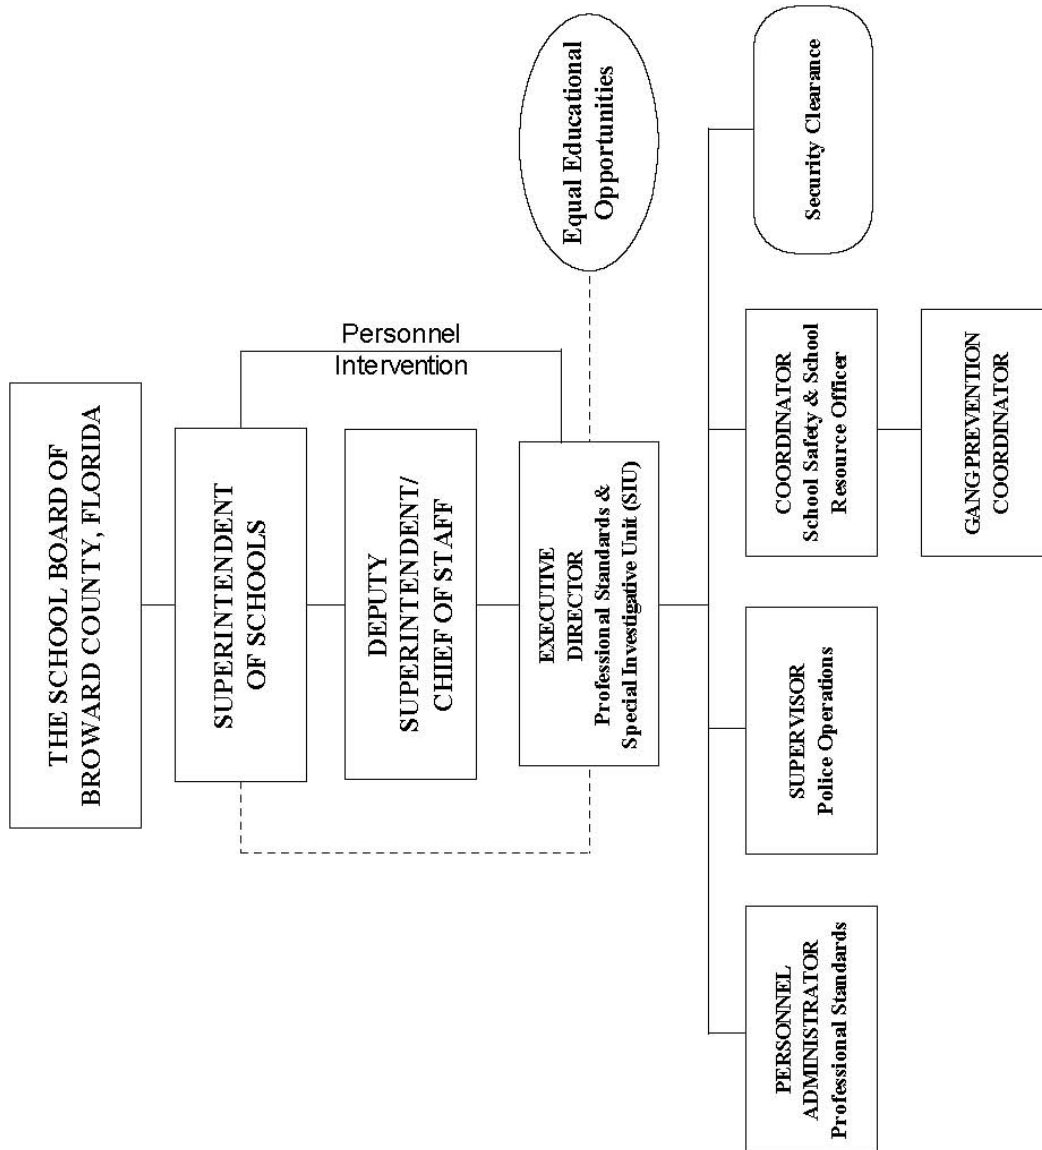 THE SCHOOL BOARD OF
BROWARD COUNTY, FLORIDA
SUPERINTENDENT
OF SCHOOLS
Personnel
Intervention
DEPUTY
SUPERINTENDENT/
CHIEF OF STAFF
EXECUTIVE
DIRECTOR
Professional Standards &
Special Investigative Unit (SIU)
Equal Educational
Opportunities
PERSONNEL
ADMINISTRATOR
Professional Standards
SUPERVISOR
Police Operations
COORDINATOR
School Safety & School
Resource Officer
Security Clearance
GANG PREVENTION
COORDINATOR